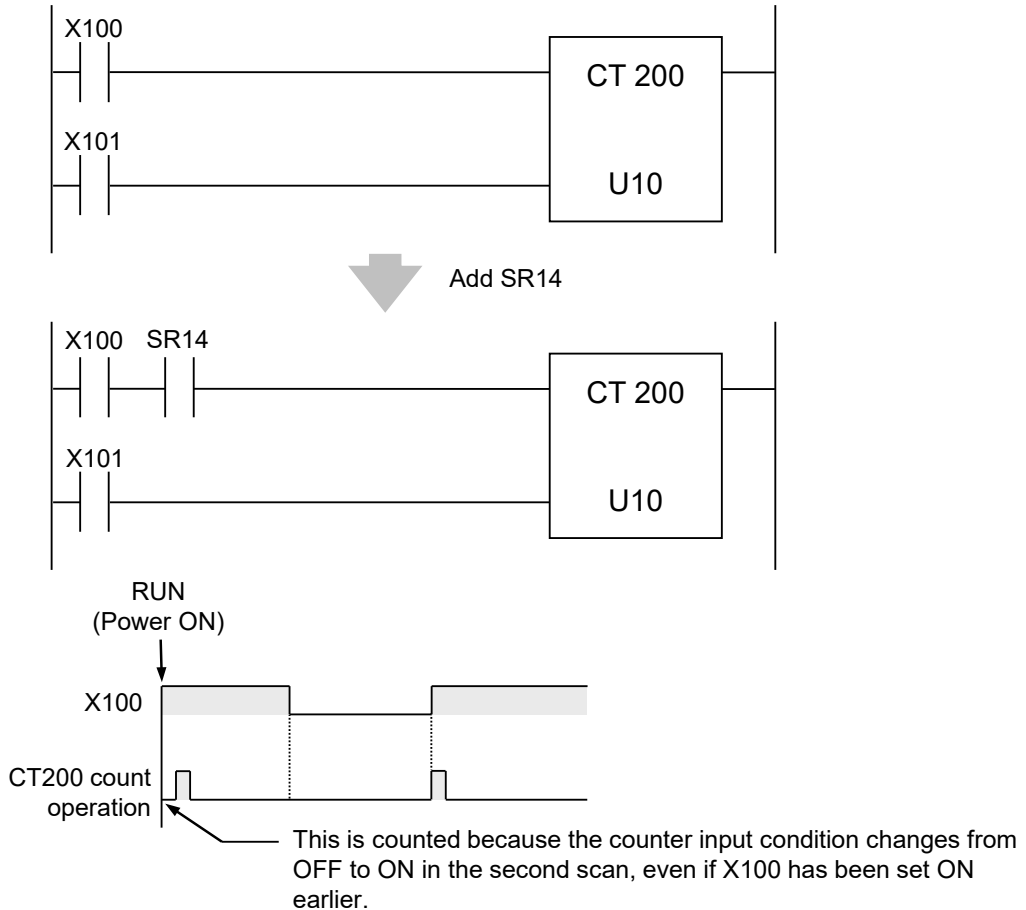 X100
CT 200
X101
U10
Add SR14
X100 SR14
CT 200
X101
U10
RUN
(Power ON)
X100
CT200 count
operation
This is counted because the counter input condition changes from
OFF to ON in the second scan, even if X100 has been set ON
earlier.